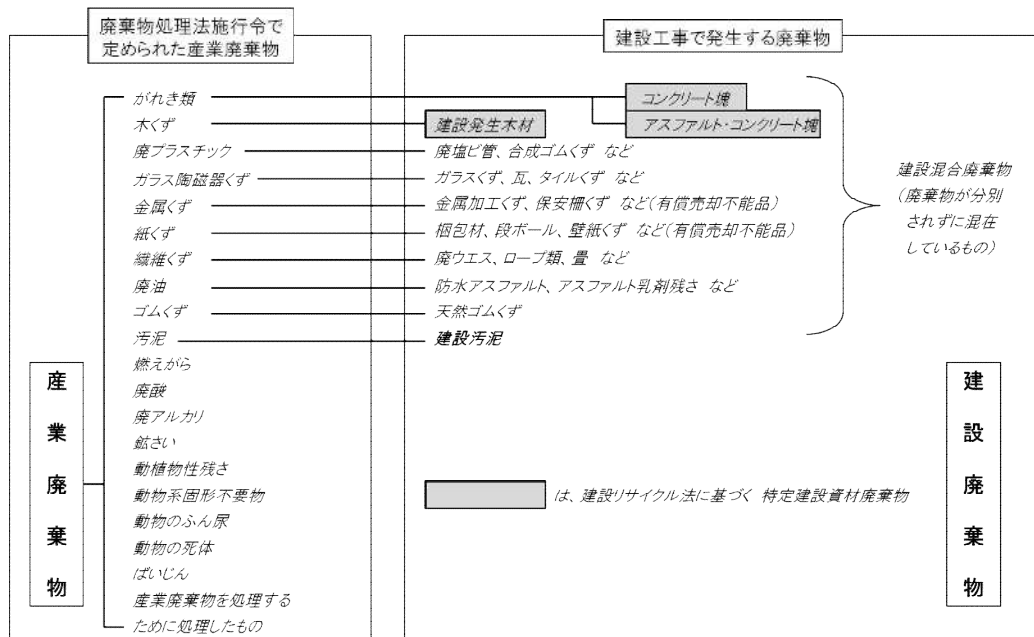 廃棄物処理法施行令で
定められた産業廃棄物
建設工事で発生する廃棄物
がれき類
コンクリート塊
木くず
建設発生木材
アスファルト・コンクリート塊
廃プラスチック
廃塩ビ管、合成ゴムくず など
ガラス陶磁器くず
ガラスくず、瓦、タイルくず など
金属くず
金属加工くず、保安柵くず など(有償売却不能品)
紙くず
梱包材、段ボール、壁紙くず など(有償売却不能品)
繊維くず
廃ウエス、ロープ類、畳 など
廃油
防水アスファルト、アスファルト乳剤残さ など
ゴムくず
天然ゴムくず
汚泥
建設汚泥
燃えがら
廃酸
廃アルカリ
鉱さい
動植物性残さ
動物系固形不要物
動物のふん尿
動物の死体
ばいじん
産業廃棄物を処理する
ために処理したもの
建設混合廃棄物
(廃棄物が分別
されずに混在
しているもの)
は、建設リサイクル法に基づく 特定建設資材廃棄物
産業廃棄物
建設廃棄物